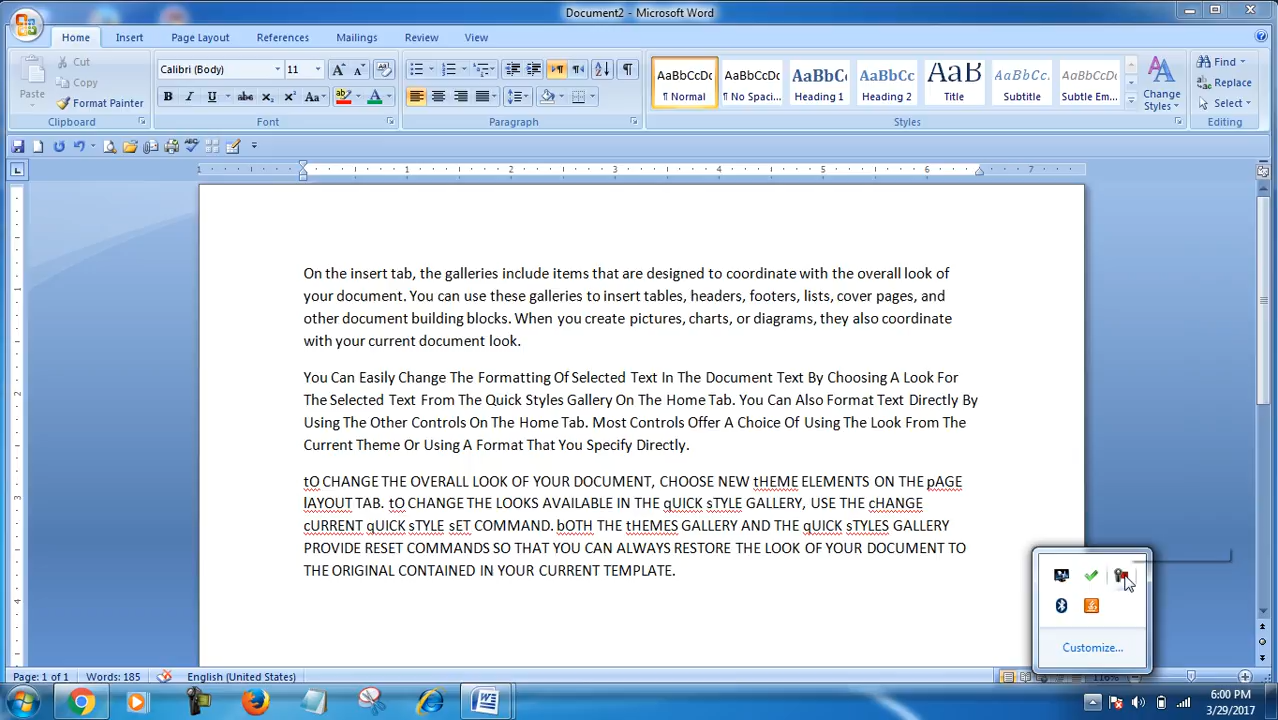 Document2 - Microsoft Word
Home Insert Page Layout References Mailings Review View
Paste
Cut
Copy
Format Painter
Clipboard
Calibri (Body) 11
Font
Paragraph
AaBbCcDc AaBbCcDc AaBbCc AaBbCc AaB AaBbCc. AaBbCcDc
¶ Normal ¶ No Spaci... Heading 1 Heading 2 Title Subtitle Subtle Em...
Change Styles
Styles
Find
Replace
Select
Editing
1 1 2 3 4 5 6 7
On the insert tab, the galleries include items that are designed to coordinate with the overall look of
your document. You can use these galleries to insert tables, headers, footers, lists, cover pages, and
other document building blocks. When you create pictures, charts, or diagrams, they also coordinate
with your current document look.
You Can Easily Change The Formatting Of Selected Text In The Document Text By Choosing A Look For
The Selected Text From The Quick Styles Gallery On The Home Tab. You Can Also Format Text Directly By
Using The Other Controls On The Home Tab. Most Controls Offer A Choice Of Using The Look From The
Current Theme Or Using A Format That You Specify Directly.
tO CHANGE THE OVERALL LOOK OF YOUR DOCUMENT, CHOOSE NEW tHEME ELEMENTS ON THE pAGE
lAYOUT TAB. tO CHANGE THE LOOKS AVAILABLE IN THE qUICK sTYLE GALLERY, USE THE cHANGE
cURRENT qUICK sTYLE sET COMMAND. bOTH THE tHEMES GALLERY AND THE qUICK sTYLES GALLERY
PROVIDE RESET COMMANDS SO THAT YOU CAN ALWAYS RESTORE THE LOOK OF YOUR DOCUMENT TO
THE ORIGINAL CONTAINED IN YOUR CURRENT TEMPLATE.
Customize...
Page: 1 of 1 Words: 185 English (United States) 116%
6:00 PM
3/29/2017